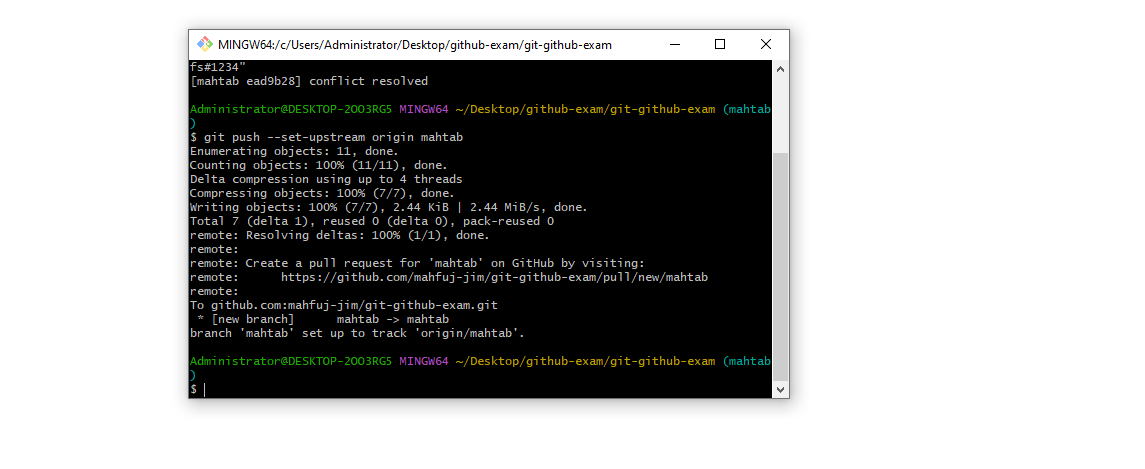 MINGW64:/c/Users/Administrator/Desktop/github-exam/git-github-exam
fs#1234"
[mahtab ead9b28] conflict resolved
Administrator@DESKTOP-2OO3RG5 MINGW64 ~/Desktop/github-exam/git-github-exam (mahtab
)
$ git push --set-upstream origin mahtab
Enumerating objects: 11, done.
Counting objects: 100% (11/11), done.
Delta compression using up to 4 threads
Compressing objects: 100% (7/7), done.
Writing objects: 100% (7/7), 2.44 KiB | 2.44 MiB/s, done.
Total 7 (delta 1), reused 0 (delta 0), pack-reused 0
remote: Resolving deltas: 100% (1/1), done.
remote:
remote: Create a pull request for 'mahtab' on GitHub by visiting:
remote:      https://github.com/mahfuj-jim/git-github-exam/pull/new/mahtab
remote:
To github.com:mahfuj-jim/git-github-exam.git
 * [new branch]      mahtab -> mahtab
branch 'mahtab' set up to track 'origin/mahtab'.
Administrator@DESKTOP-2OO3RG5 MINGW64 ~/Desktop/github-exam/git-github-exam (mahtab
)
$